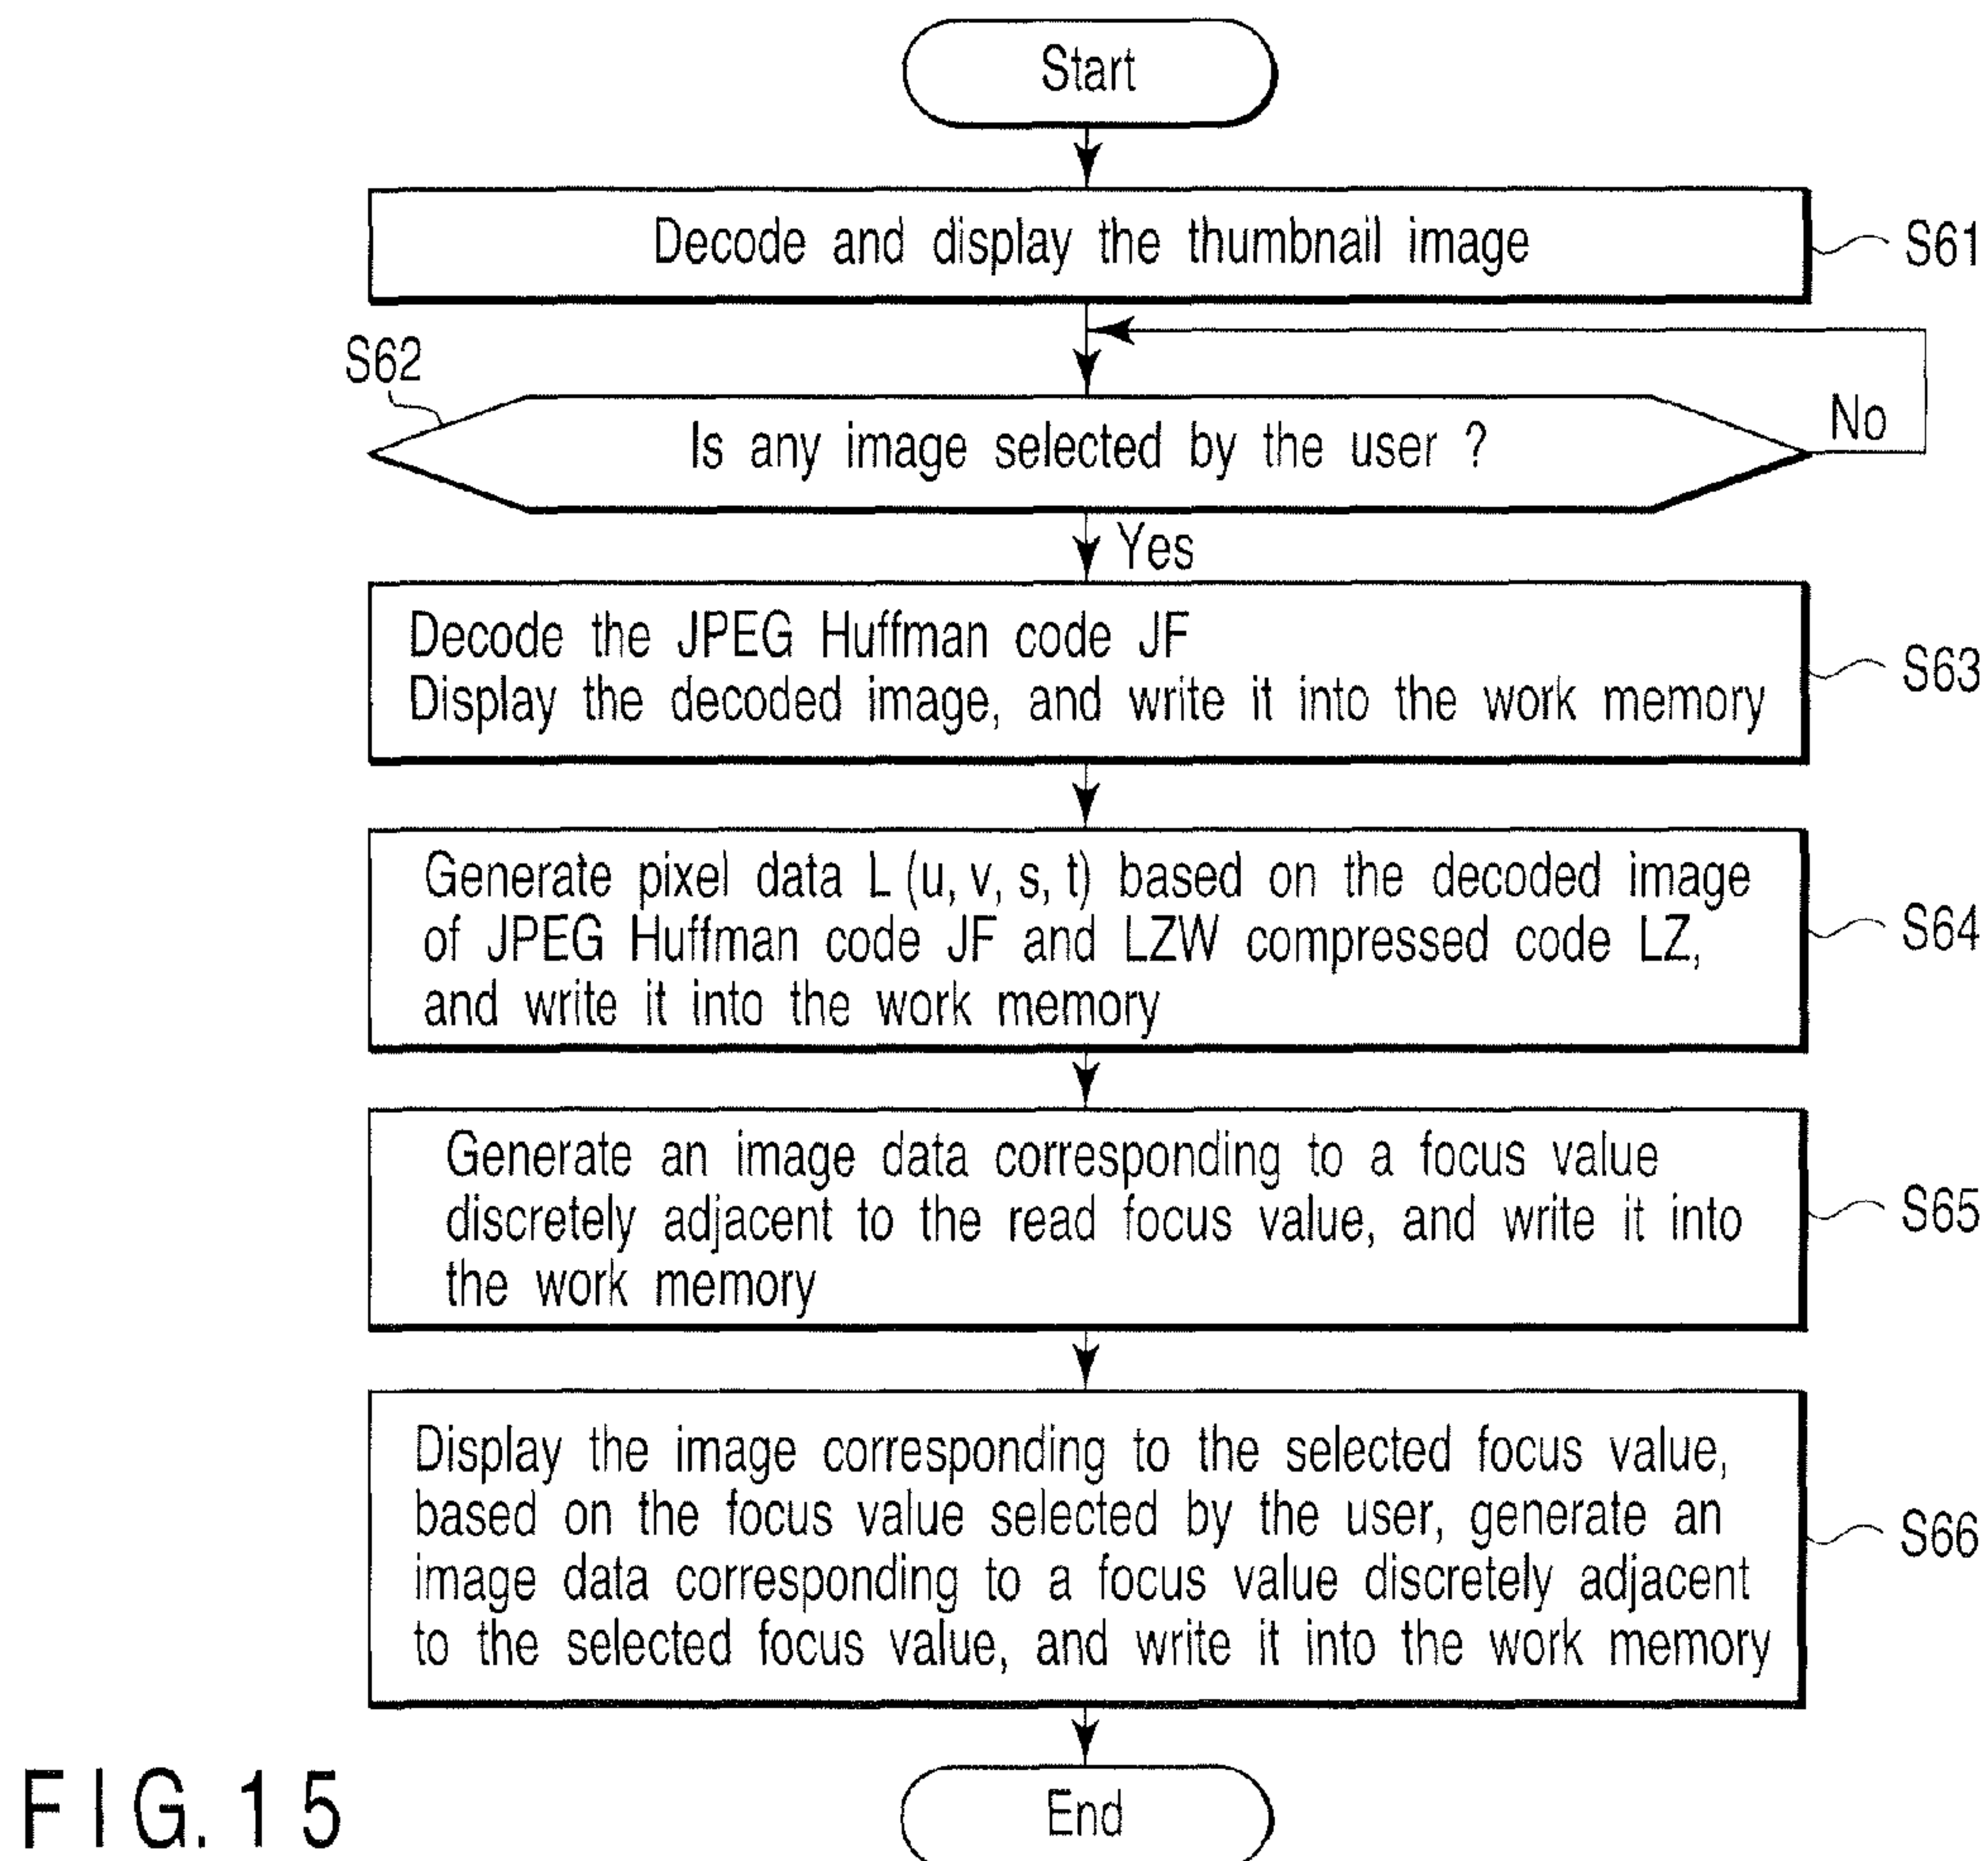 Start
Decode and display the thumbnail image
S61
S62
Is any image selected by the user ?
No
Yes
Decode the JPEG Huffman code JF
Display the decoded image, and write it into the work memory
S63
Generate pixel data L (u, v, s, t) based on the decoded image
of JPEG Huffman code JF and LZW compressed code LZ,
and write it into the work memory
S64
Generate an image data corresponding to a focus value
discretely adjacent to the read focus value, and write it into
the work memory
S65
Display the image corresponding to the selected focus value,
based on the focus value selected by the user, generate an
image data corresponding to a focus value discretely adjacent
to the selected focus value, and write it into the work memory
S66
End
FIG. 15